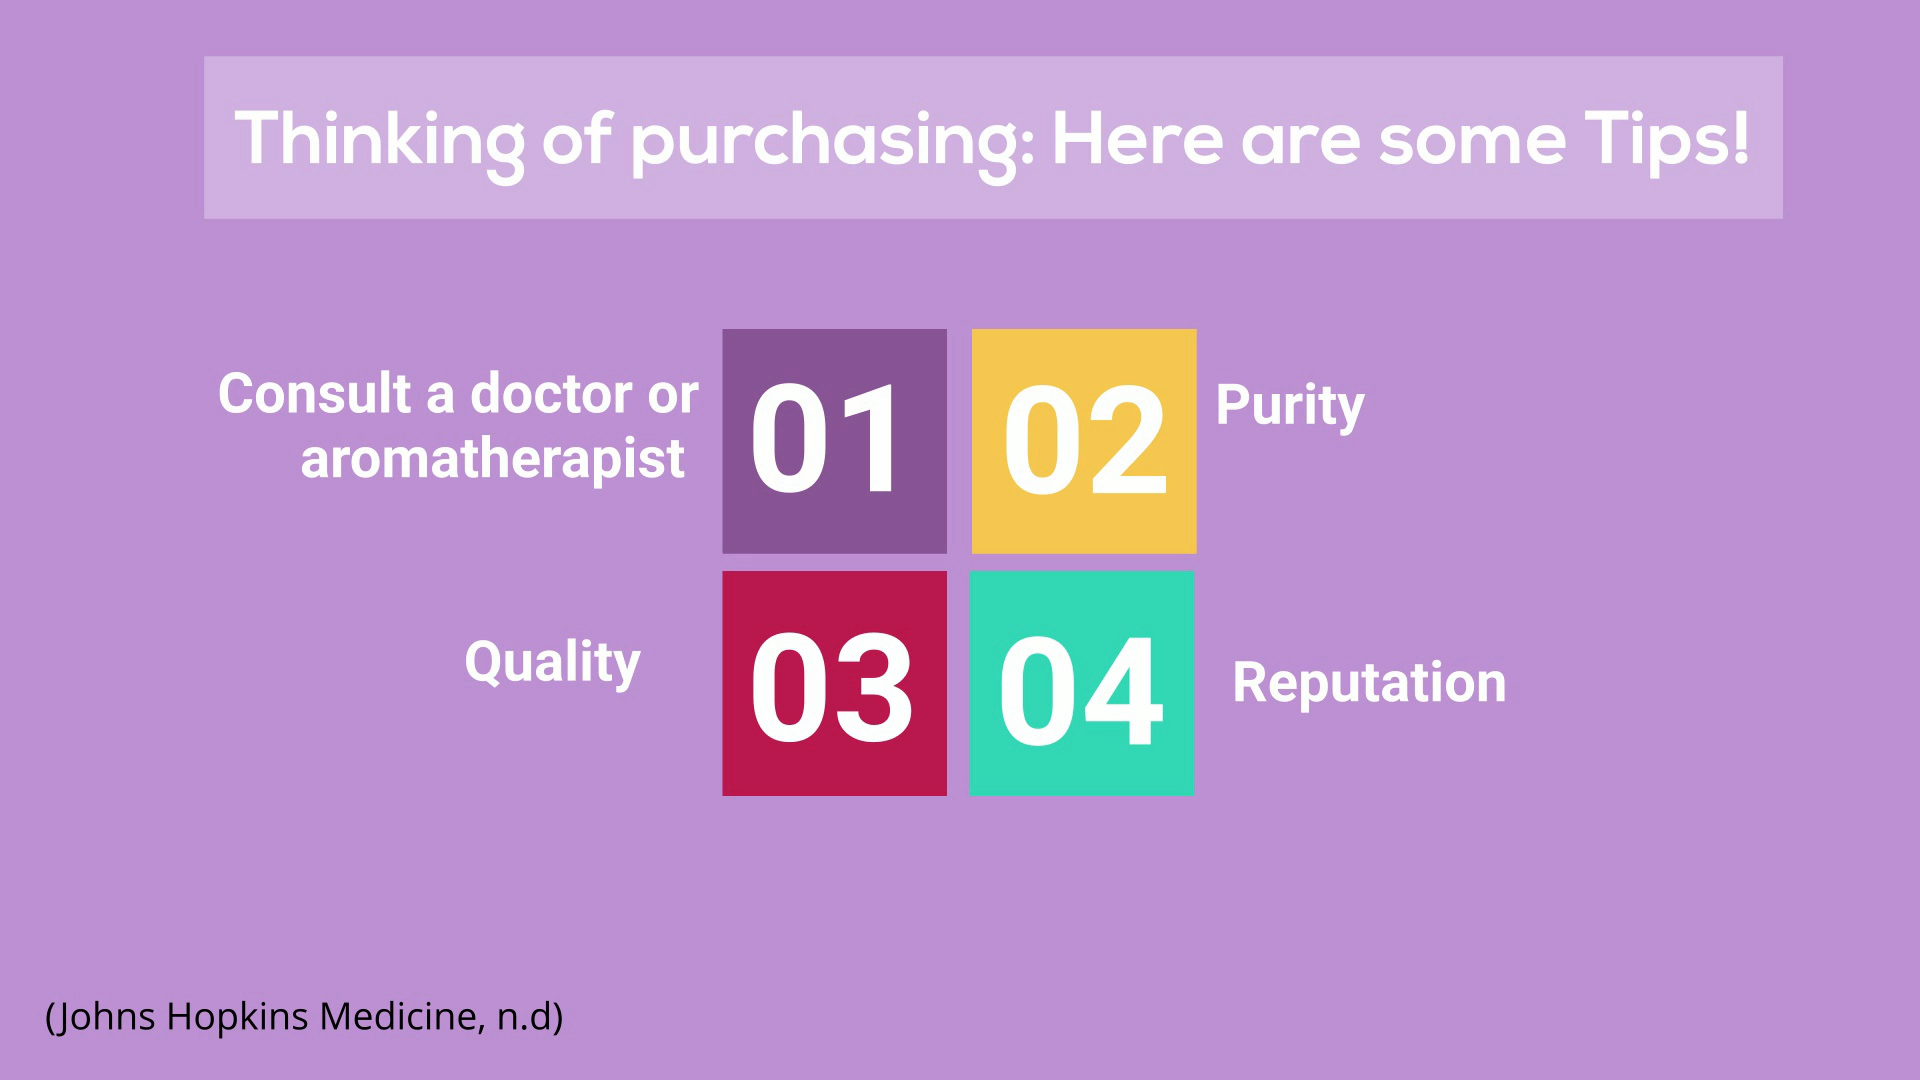 Thinking of purchasing: Here are some Tips!
Consult a doctor or
aromatherapist
01
02
Purity
Quality
03
04
Reputation
(Johns Hopkins Medicine, n.d)